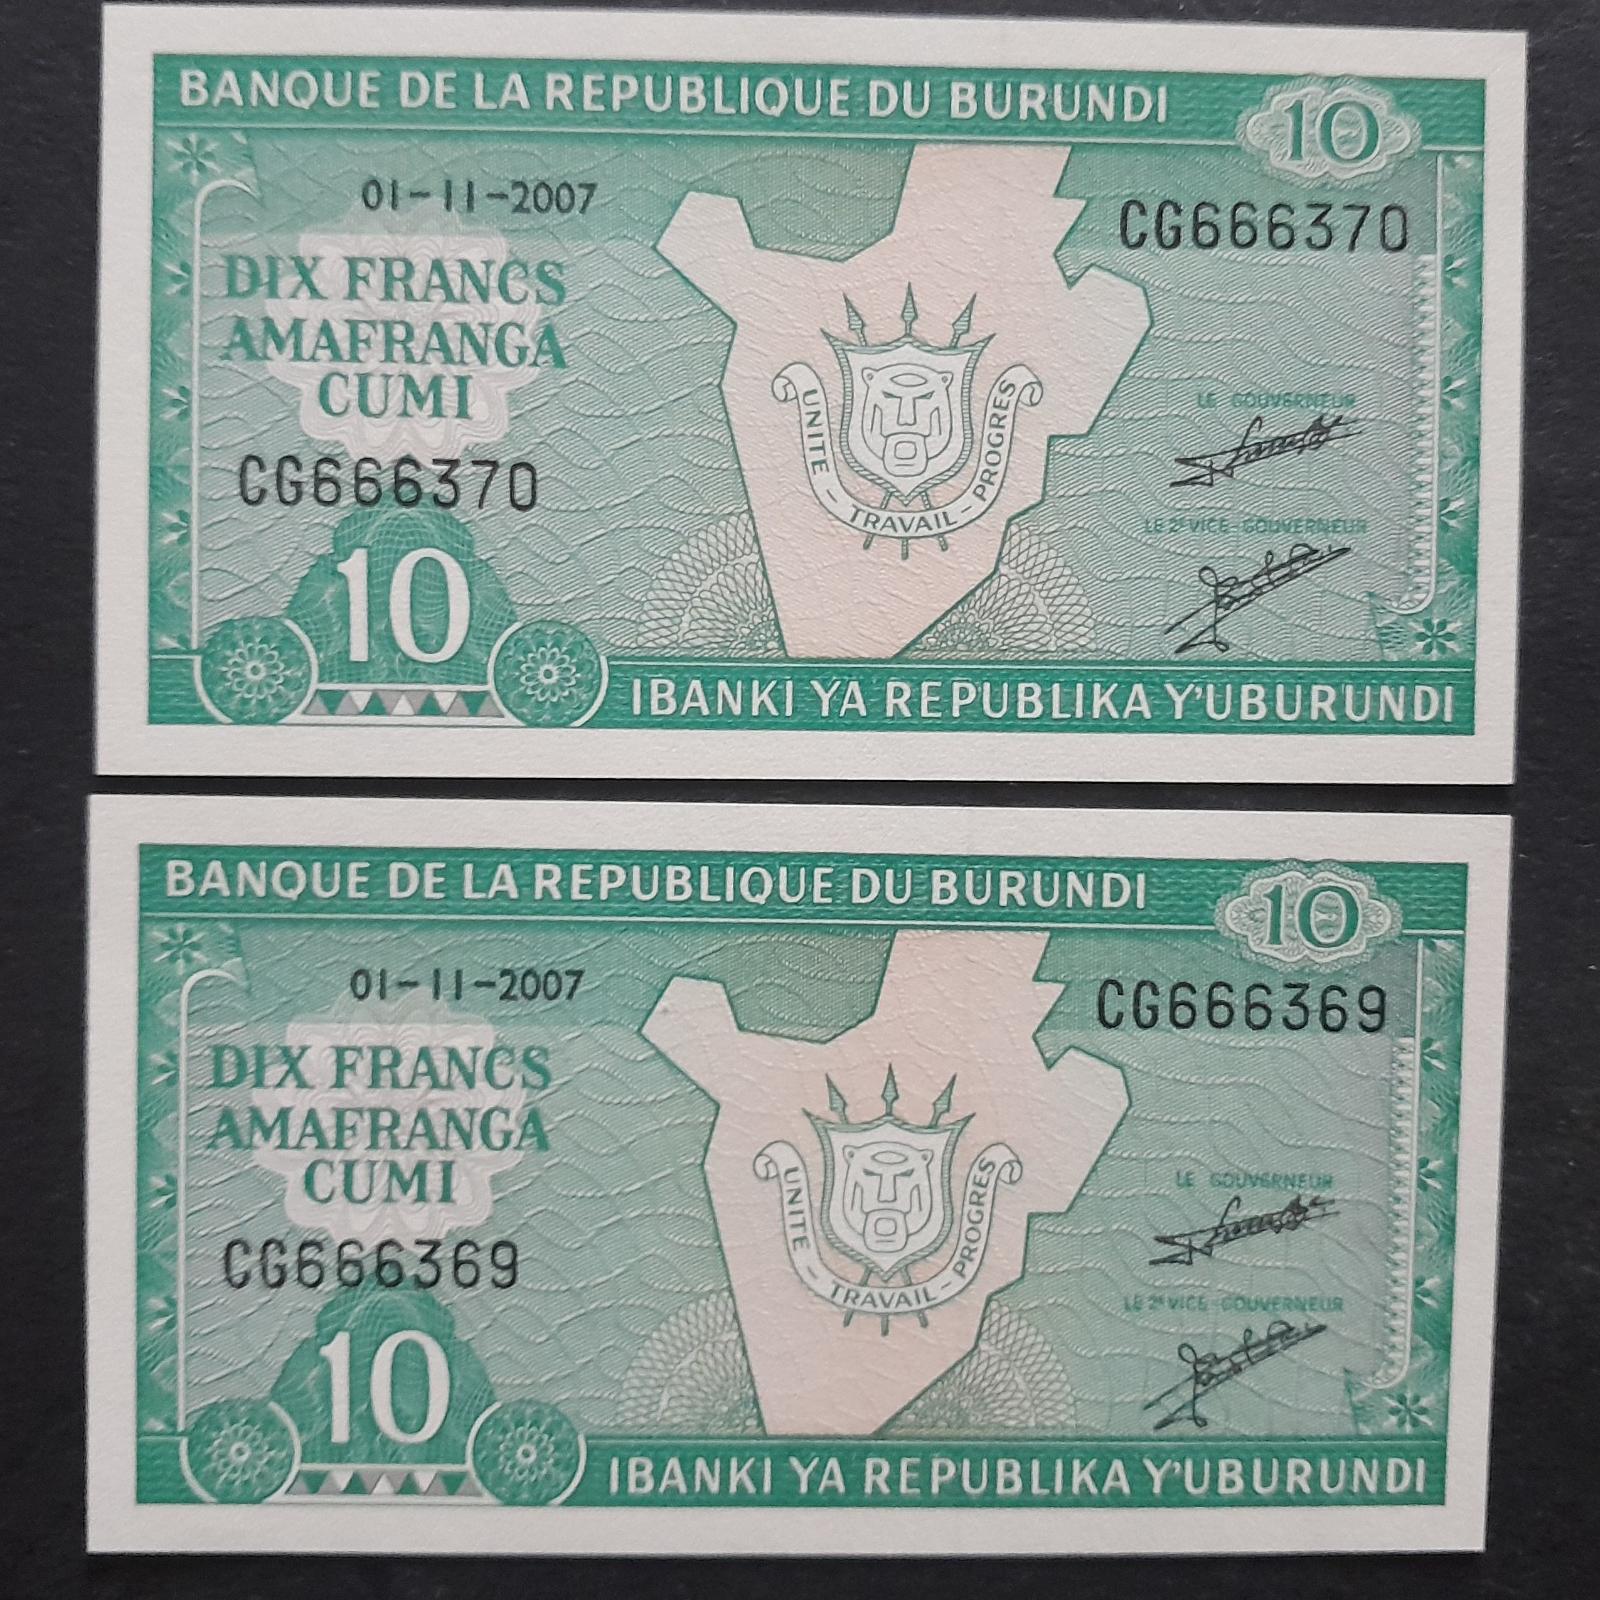 BANQUE DE LA REPUBLIQUE DU BURUNDI
10
01-11-2007
CG666370
DIX FRANCS
AMAFRANGA
CUMI
CG666370
UNITE - TRAVAIL - PROGRES
LE GOUVERNEUR
LE 2E VICE-GOUVERNEUR
10
IBANKI YA REPUBLIKA Y'UBURUNDI
BANQUE DE LA REPUBLIQUE DU BURUNDI
10
01-11-2007
CG666369
DIX FRANCS
AMAFRANGA
CUMI
CG666369
UNITE - TRAVAIL - PROGRES
LE GOUVERNEUR
LE 2E VICE-GOUVERNEUR
10
IBANKI YA REPUBLIKA Y'UBURUNDI